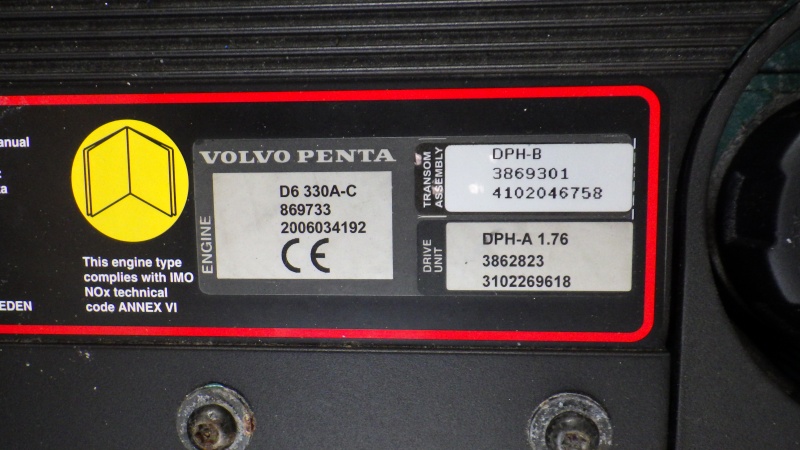 anual
ka
EDEN
This engine type
complies with IMO
NOx technical
code ANNEX VI
VOLVO PENTA
ENGINE
D6 330A-C
869733
2006034192
CE
TRANSOM
ASSEMBLY
DPH-B
3869301
4102046758
DRIVE
UNIT
DPH-A 1.76
3862823
3102269618